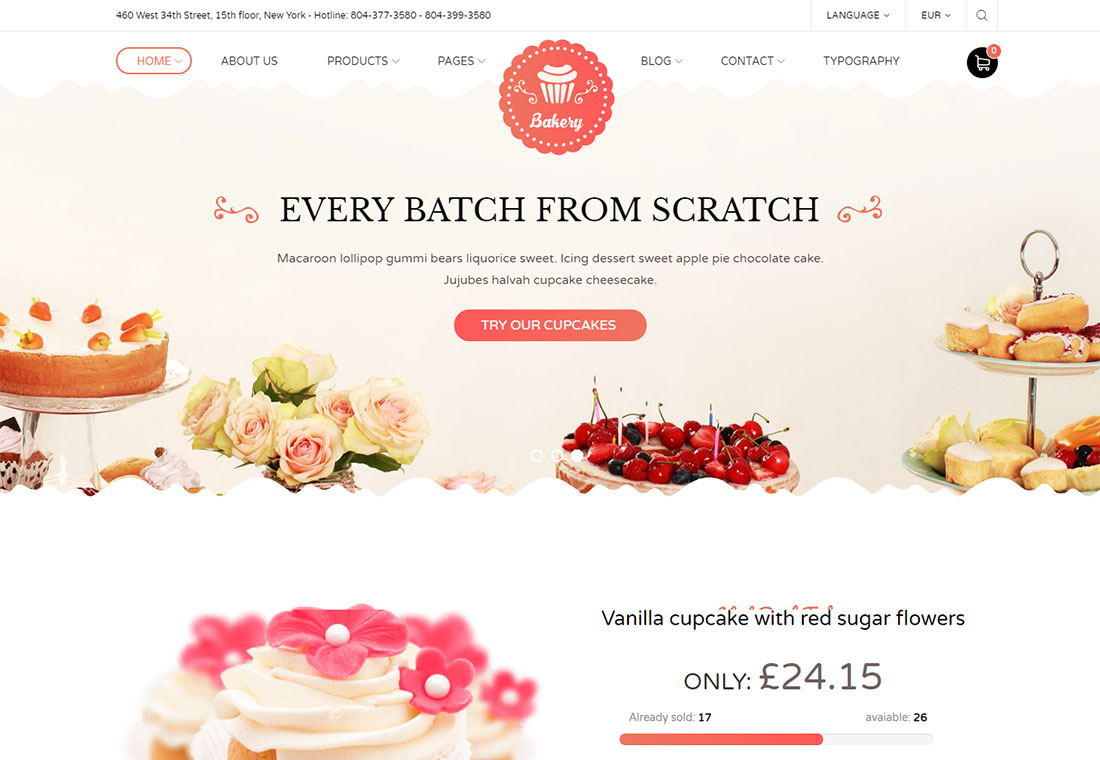 460 West 34th Street, 15th floor, New York - Hotline: 804-377-3580 - 804-399-3580
LANGUAGE
EUR
HOME
ABOUT US
PRODUCTS
PAGES
Bakery
BLOG
CONTACT
TYPOGRAPHY
0
EVERY BATCH FROM SCRATCH
Macaroon lollipop gummi bears liquorice sweet. Icing dessert sweet apple pie chocolate cake.
Jujubes halvah cupcake cheesecake.
TRY OUR CUPCAKES
Vanilla cupcake with red sugar flowers
ONLY: £24.15
Already sold: 17
avaiable: 26